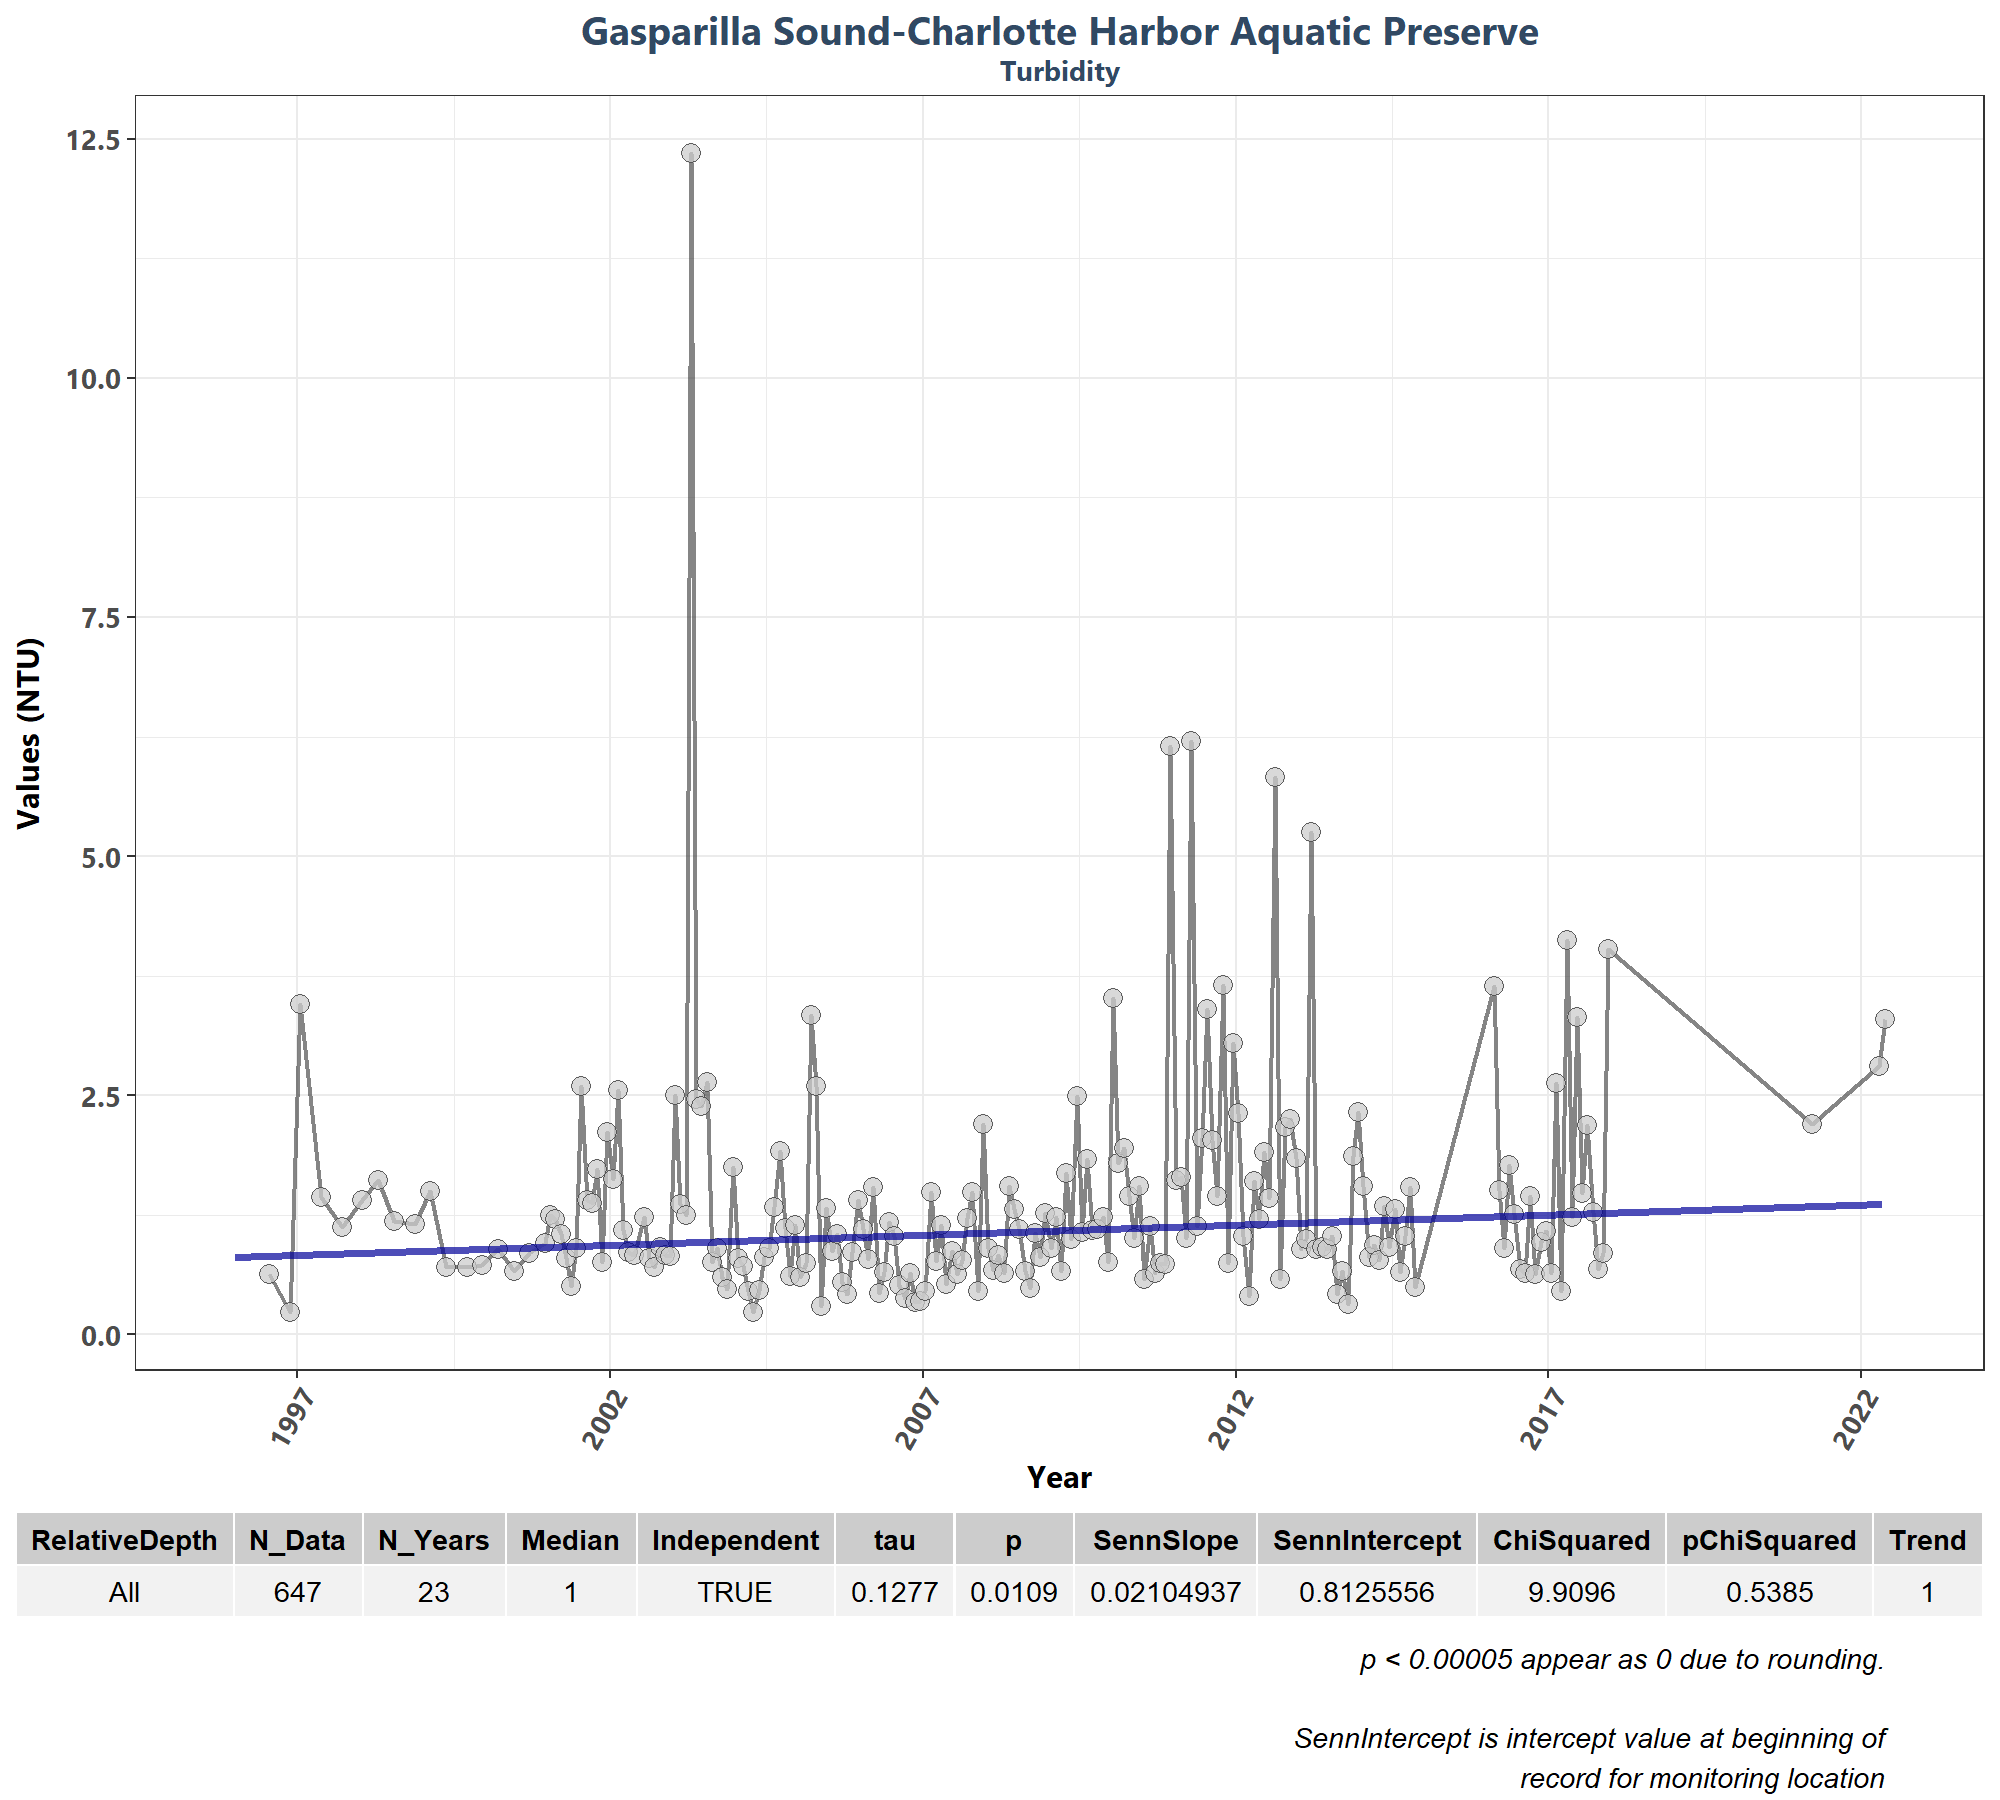 Gasparilla Sound-Charlotte Harbor Aquatic Preserve
Turbidity
Values (NTU)
12.5
10.0
7.5
5.0
2.5
0.0
1997 2002 2007 2012 2017 2022
Year
RelativeDepth N_Data N_Years Median Independent tau p SennSlope SennIntercept ChiSquared pChiSquared Trend
All 647 23 1 TRUE 0.1277 0.0109 0.02104937 0.8125556 9.9096 0.5385 1
p < 0.00005 appear as 0 due to rounding.
SennIntercept is intercept value at beginning of
record for monitoring location